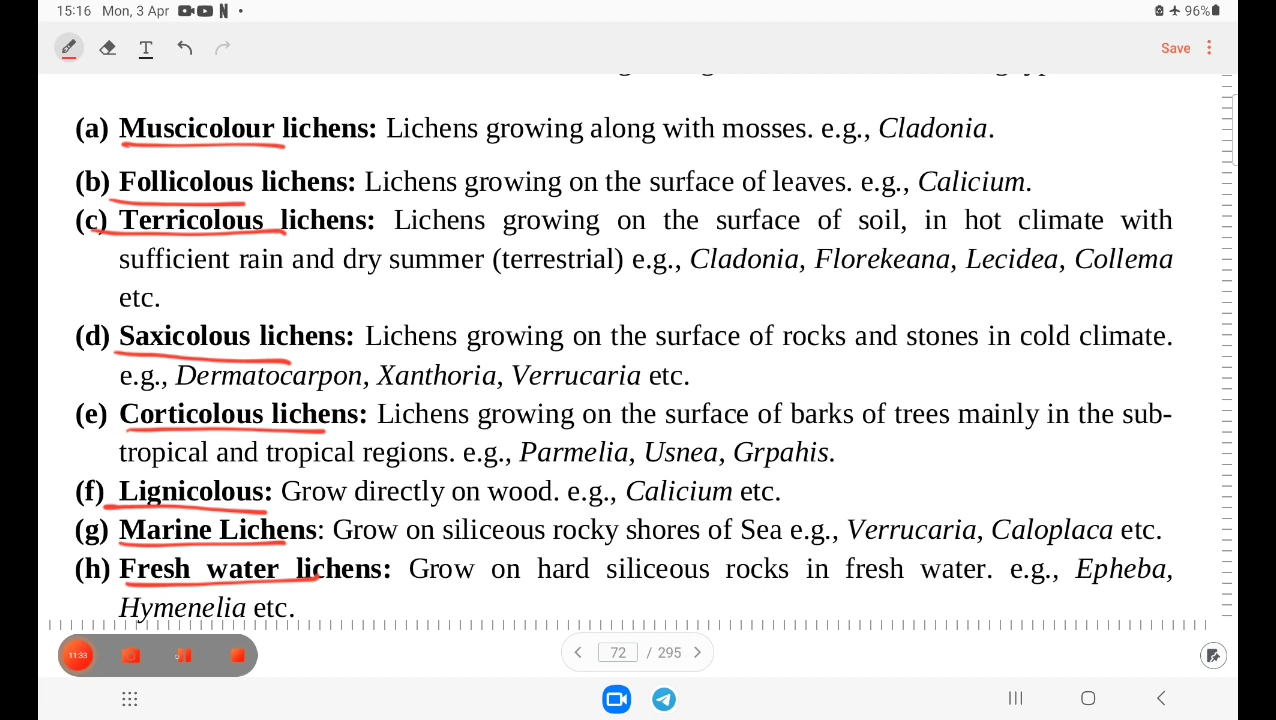 15:16 Mon, 3 Apr N •
96%
T
Save
(a) Muscicolour lichens: Lichens growing along with mosses. e.g., Cladonia.
(b) Follicolous lichens: Lichens growing on the surface of leaves. e.g., Calicium.
(c) Terricolous lichens: Lichens growing on the surface of soil, in hot climate with
sufficient rain and dry summer (terrestrial) e.g., Cladonia, Florekeana, Lecidea, Collema
etc.
(d) Saxicolous lichens: Lichens growing on the surface of rocks and stones in cold climate.
e.g., Dermatocarpon, Xanthoria, Verrucaria etc.
(e) Corticolous lichens: Lichens growing on the surface of barks of trees mainly in the sub-
tropical and tropical regions. e.g., Parmelia, Usnea, Grpahis.
(f) Lignicolous: Grow directly on wood. e.g., Calicium etc.
(g) Marine Lichens: Grow on siliceous rocky shores of Sea e.g., Verrucaria, Caloplaca etc.
(h) Fresh water lichens: Grow on hard siliceous rocks in fresh water. e.g., Epheba,
Hymenelia etc.
11:33
72 / 295